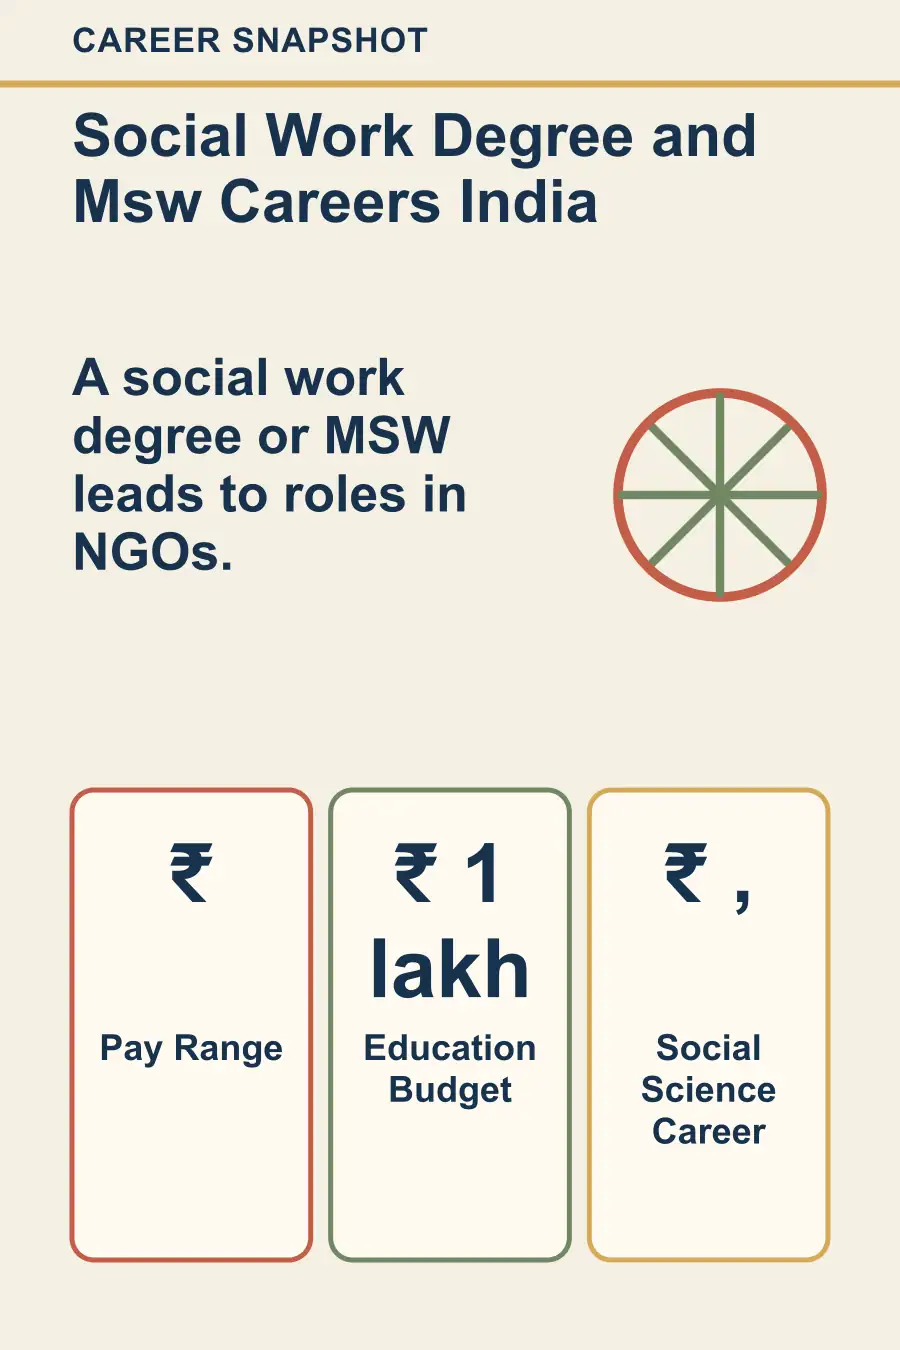 CAREER SNAPSHOT
Social Work Degree and
Msw Careers India
A social work
degree or MSW
leads to roles in
NGOs.
₹
Pay Range
₹ 1
lakh
Education
Budget
₹ ,
Social
Science
Career